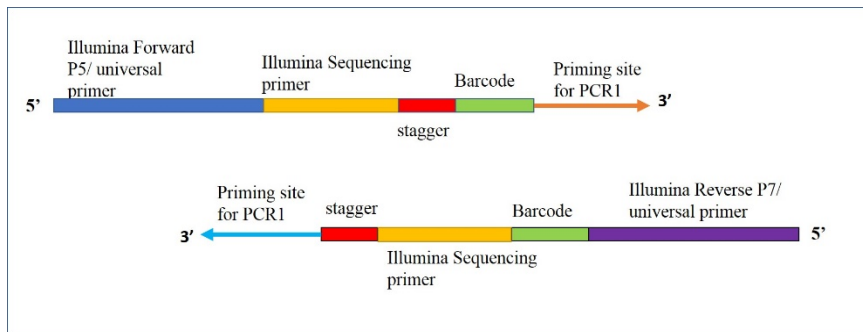 Illumina Forward
P5/ universal
primer
Illumina Sequencing
primer
Barcode
Priming site
for PCR1
5’
3’
stagger
Priming site
for PCR1
stagger
Barcode
Illumina Reverse P7/
universal primer
3’
5’
Illumina Sequencing
primer